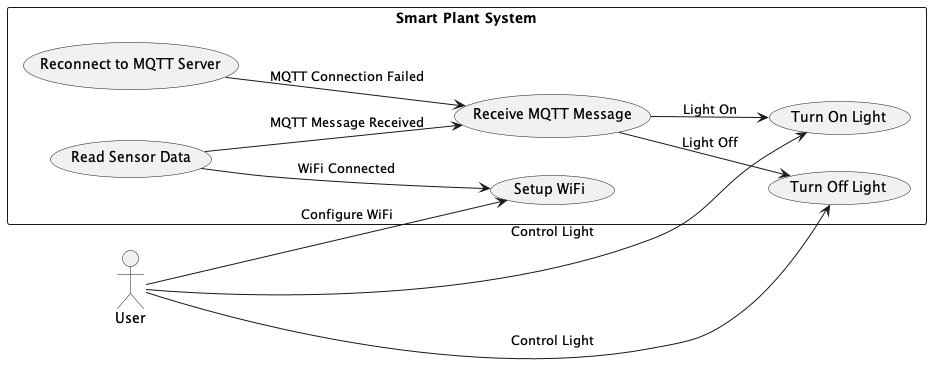 Smart Plant System
Reconnect to MQTT Server
MQTT Connection Failed
Receive MQTT Message
Light On
Turn On Light
MQTT Message Received
Light Off
Read Sensor Data
WiFi Connected
Setup WiFi
Turn Off Light
Configure WiFi
Control Light
User
Control Light